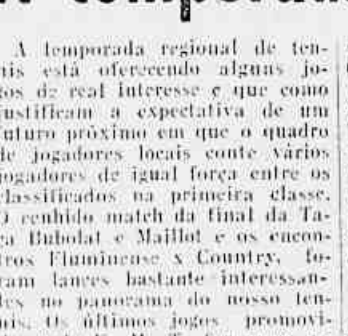 A temporada regional de ten-
nis está oferecendo alguns jo-
gos de real interesse e que como
justificam a expectativa de um
futuro próximo em que o quadro
de jogadores locais conte vários
jogadores de igual força entre os
classificados na primeira classe.
O renhido match da final da Ta-
ça Bubolat e Maillot e os encon-
tros Fluminense x Country, fo-
ram lances bastante interessan-
tes no panorama do nosso ten-
nis. Os últimos jogos promovi-